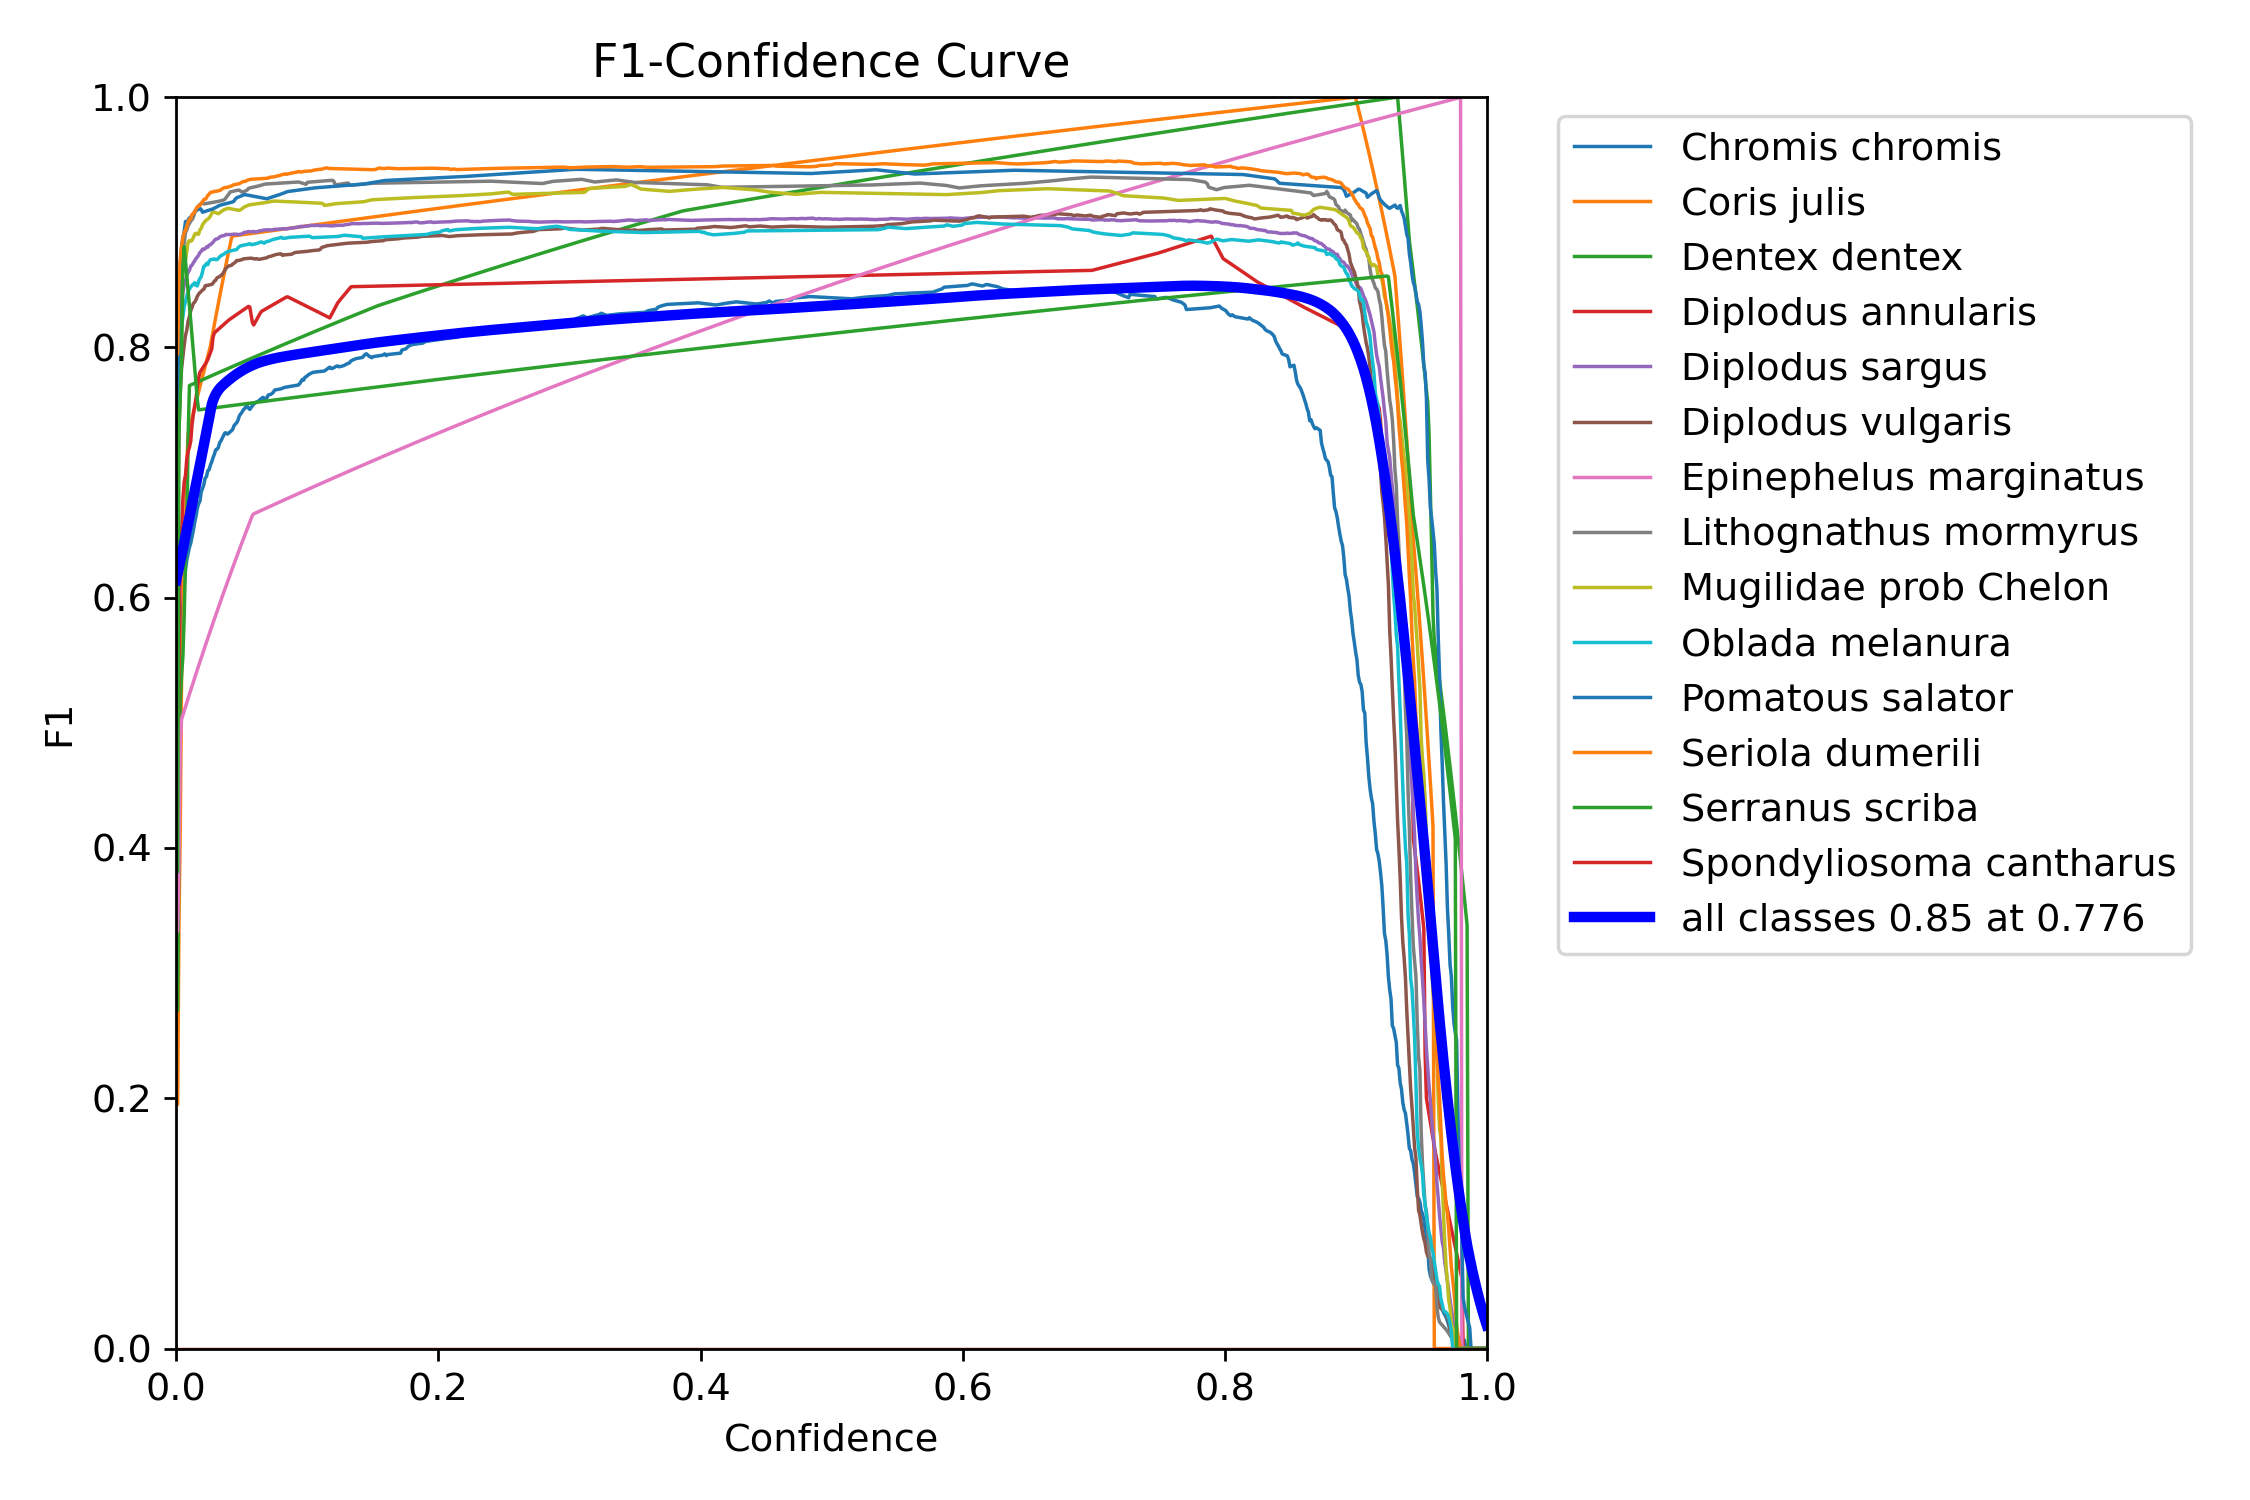 F1-Confidence Curve
1.0
0.8
0.6
0.4
0.2
0.0
F1
0.0 0.2 0.4 0.6 0.8 1.0
Confidence
Chromis chromis
Coris julis
Dentex dentex
Diplodus annularis
Diplodus sargus
Diplodus vulgaris
Epinephelus marginatus
Lithognathus mormyrus
Mugilidae prob Chelon
Oblada melanura
Pomatous salator
Seriola dumerili
Serranus scriba
Spondyliosoma cantharus
all classes 0.85 at 0.776